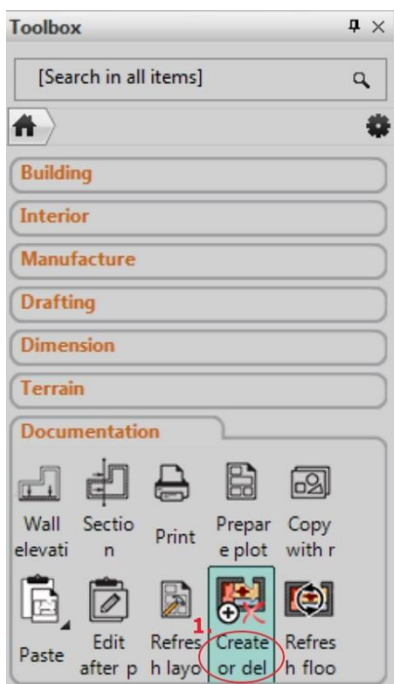 Toolbox
[Search in all items]
Building
Interior
Manufacture
Drafting
Dimension
Terrain
Documentation
Wall elevati
Sectio n
Print
Prepar e plot
Copy with r
1.
Paste
Edit after p
Refres h layo
Create or del
Refres h floo